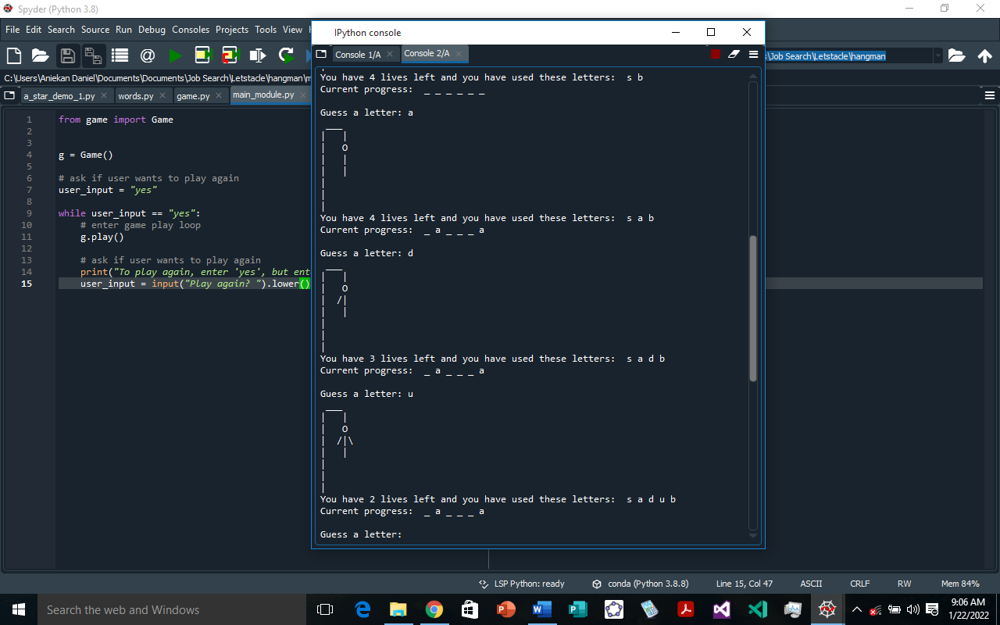 Spyder (Python 3.8)
File Edit Search Source Run Debug Consoles Projects Tools View
IPython console
Console 1/A
Console 2/A
\Job Search\Letstacle\hangman
C:\Users\Aniekan Daniel\Documents\Documents\Job Search\Letstacle\hangman\
a_star_demo_1.py words.py game.py main_module.py
1 from game import Game
2
3
4 g = Game()
5
6 # ask if user wants to play again
7 user_input = "yes"
8
9 while user_input == "yes":
10 # enter game play loop
11 g.play()
12
13 # ask if user wants to play again
14 print("To play again, enter 'yes', but ent
15 user_input = input("Play again? ").lower()
You have 4 lives left and you have used these letters:  s b
Current progress:  _ _ _ _ _ _
Guess a letter: a
 ___
|   |
|   O
|   |
|   |
|
|
|
You have 4 lives left and you have used these letters:  s a b
Current progress:  _ a _ _ _ a
Guess a letter: d
 ___
|   |
|   O
|  /|
|   |
|
|
|
You have 3 lives left and you have used these letters:  s a d b
Current progress:  _ a _ _ _ a
Guess a letter: u
 ___
|   |
|   O
|  /|\
|   |
|
|
|
You have 2 lives left and you have used these letters:  s a d u b
Current progress:  _ a _ _ _ a
Guess a letter:
LSP Python: ready conda (Python 3.8.8) Line 15, Col 47 ASCII CRLF RW Mem 84%
Search the web and Windows
9:06 AM
1/22/2022